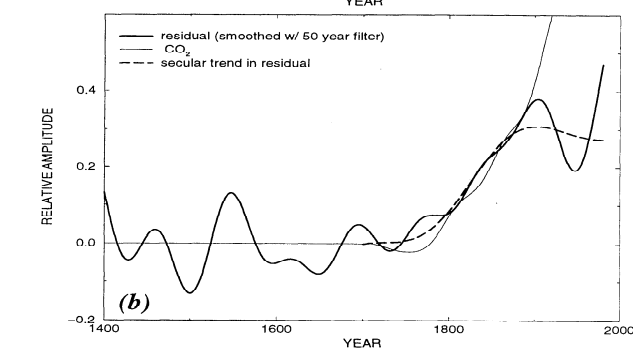 YEAR
residual (smoothed w/ 50 year filter)
CO2
secular trend in residual
RELATIVE AMPLITUDE
0.4
0.2
0.0
-0.2
(b)
1400 1600 1800 2000
YEAR